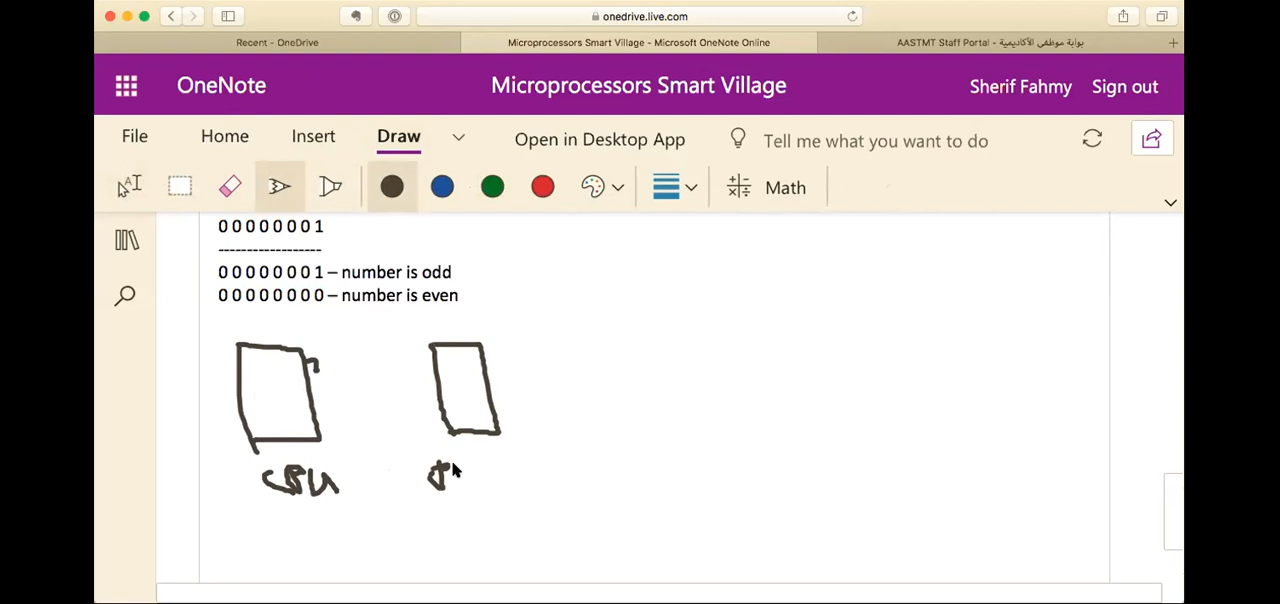 onedrive.live.com
Recent - OneDrive
Microprocessors Smart Village - Microsoft OneNote Online
AASTMT Staff Portal - بوابة موظفى الأكاديمية
OneNote
Microprocessors Smart Village
Sherif Fahmy
Sign out
File
Home
Insert
Draw
Open in Desktop App
Tell me what you want to do
Math
0 0 0 0 0 0 0 1
------------------
0 0 0 0 0 0 0 1 – number is odd
0 0 0 0 0 0 0 0 – number is even
CPU